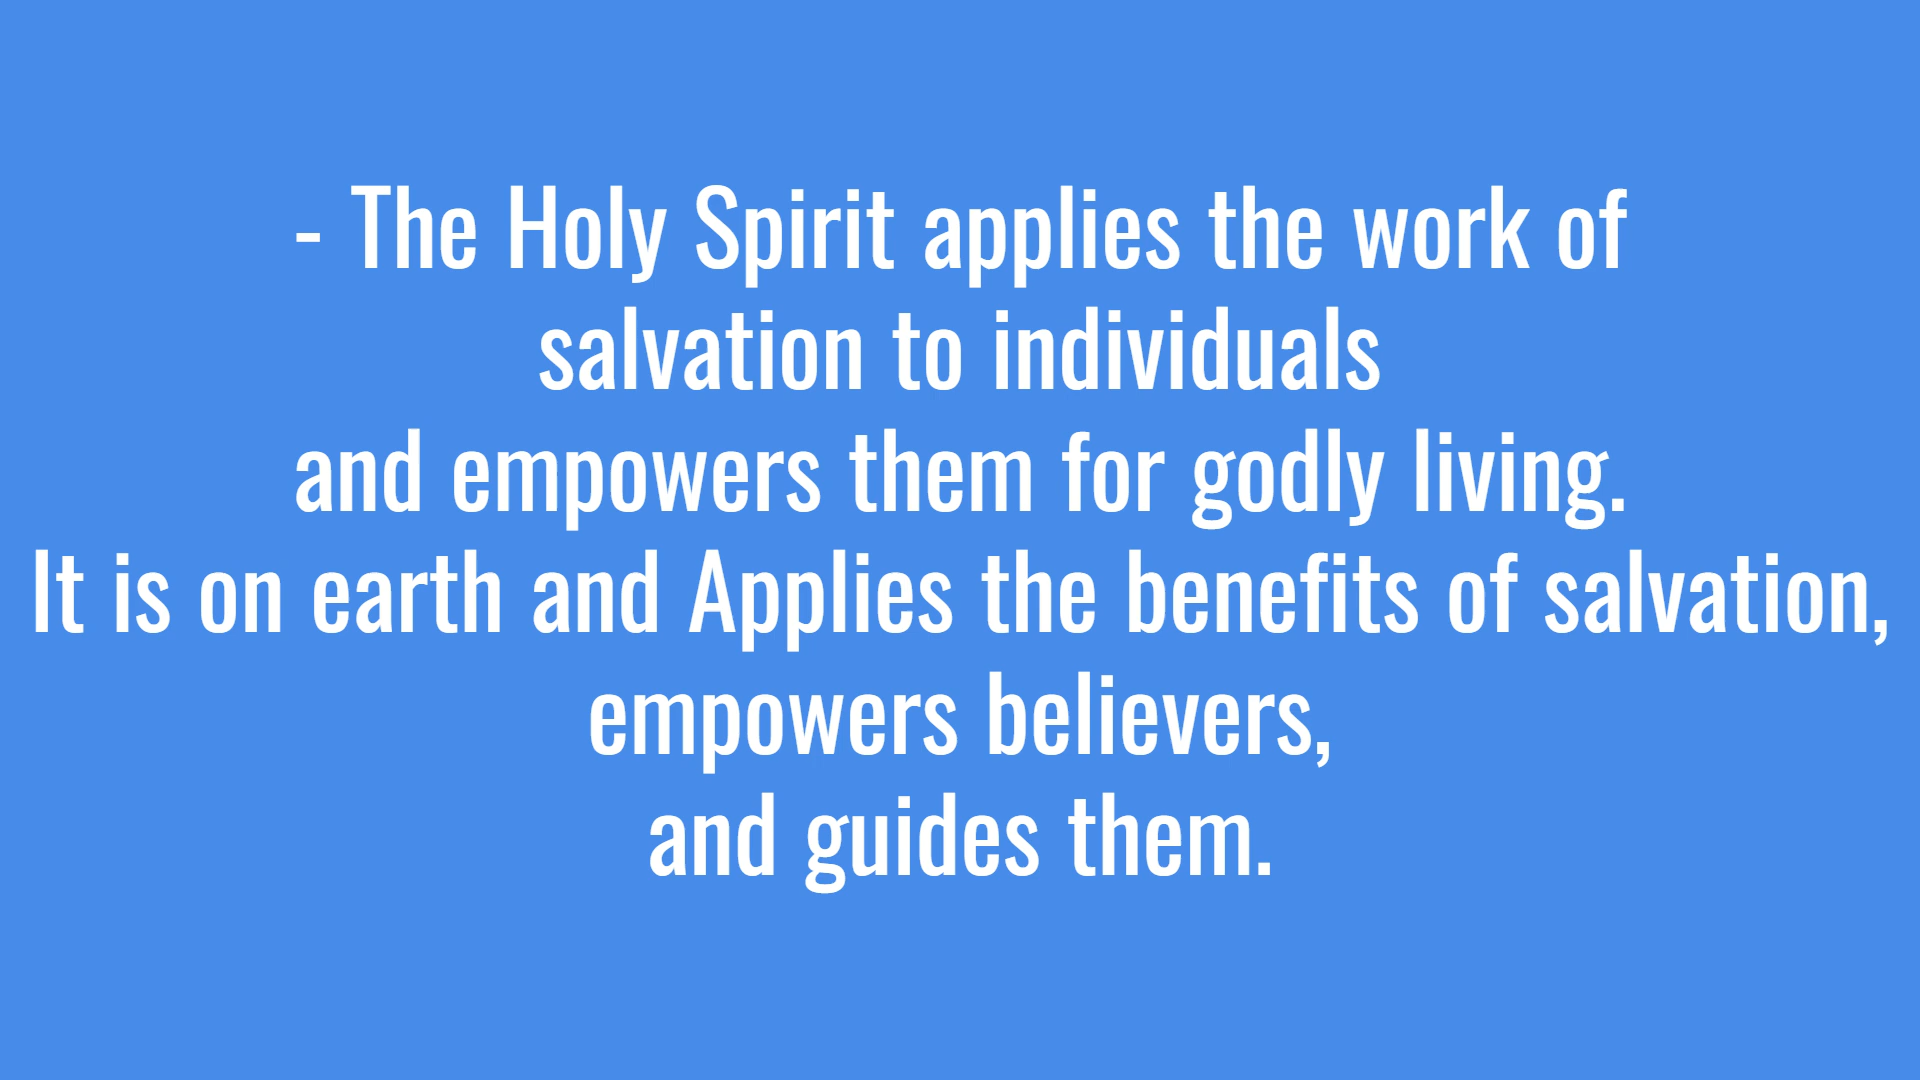 - The Holy Spirit applies the work of
salvation to individuals
and empowers them for godly living.
It is on earth and Applies the benefits of salvation,
empowers believers,
and guides them.